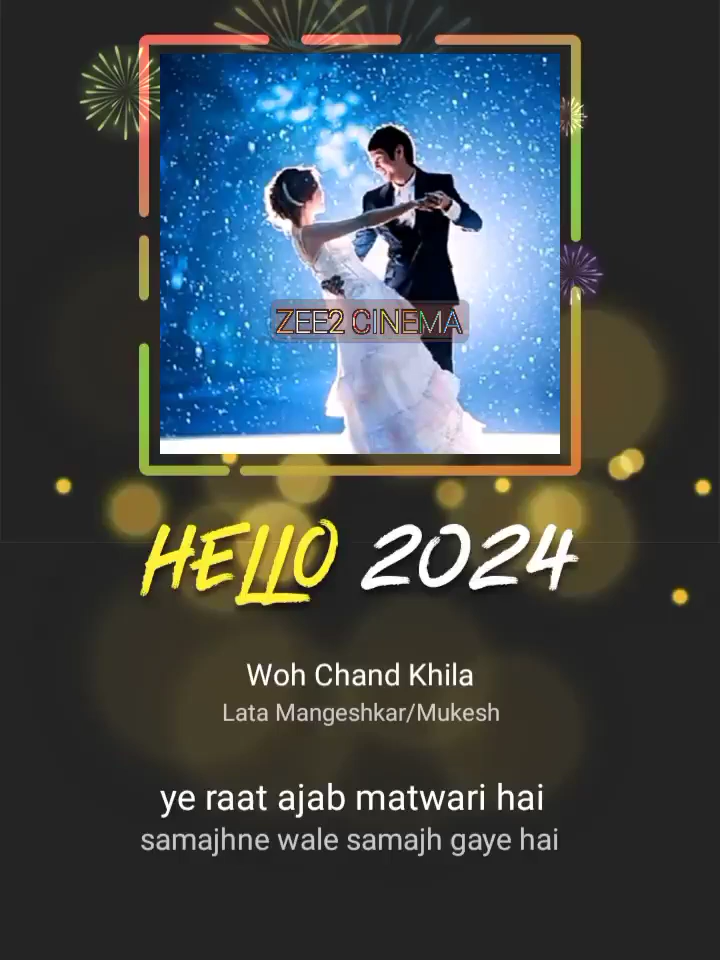 ZEE2 CINEMA
HELLO 2024
Woh Chand Khila
Lata Mangeshkar/Mukesh
ye raat ajab matwari hai
samajhne wale samajh gaye hai